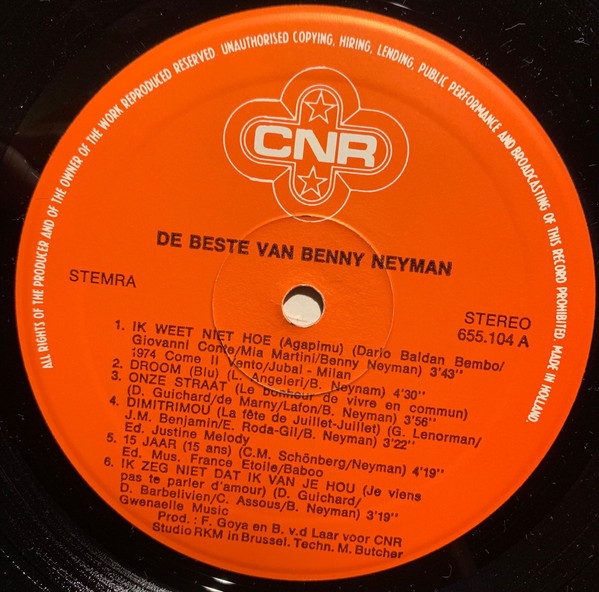 ALL RIGHTS OF THE PRODUCER AND OF THE OWNER OF THE WORK REPRODUCED RESERVED UNAUTHORISED COPYING, HIRING, LENDING, PUBLIC PERFORMANCE AND BROADCASTING OF THIS RECORD PROHIBITED. MADE IN HOLLAND.
CNR
DE BESTE VAN BENNY NEYMAN
STEMRA
STEREO
655.104 A
1. IK WEET NIET HOE (Agapimu) (Dario Baldan Bembo/
Giovanni Conte/Mia Martini/Benny Neyman) 3'43"
1974 Come Il Vento/Jubal - Milan
2. DROOM (Blu) (L. Angeleri/B. Neynam) 4'30"
3. ONZE STRAAT (Le bonheur de vivre en commun)
(D. Guichard/de Marny/Lafon/B. Neyman) 3'56"
4. DIMITRIMOU (La fête de Juillet-Juillet) (G. Lenorman/
J.M. Benjamin/E. Roda-Gil/B. Neyman) 3'22"
Ed. Justine Melody
5. 15 JAAR (15 ans) (C.M. Schönberg/Neyman) 4'19"
Ed. Mus. France Etoile/Baboo
6. IK ZEG NIET DAT IK VAN JE HOU (Je viens
pas te parler d'amour) (D. Guichard/
D. Barbelivien/C. Assous/B. Neyman) 3'19"
Gwenaelle Music
Prod.: F. Goya en B. v.d Laar voor CNR
Studio RKM in Brussel. Techn. M. Butcher